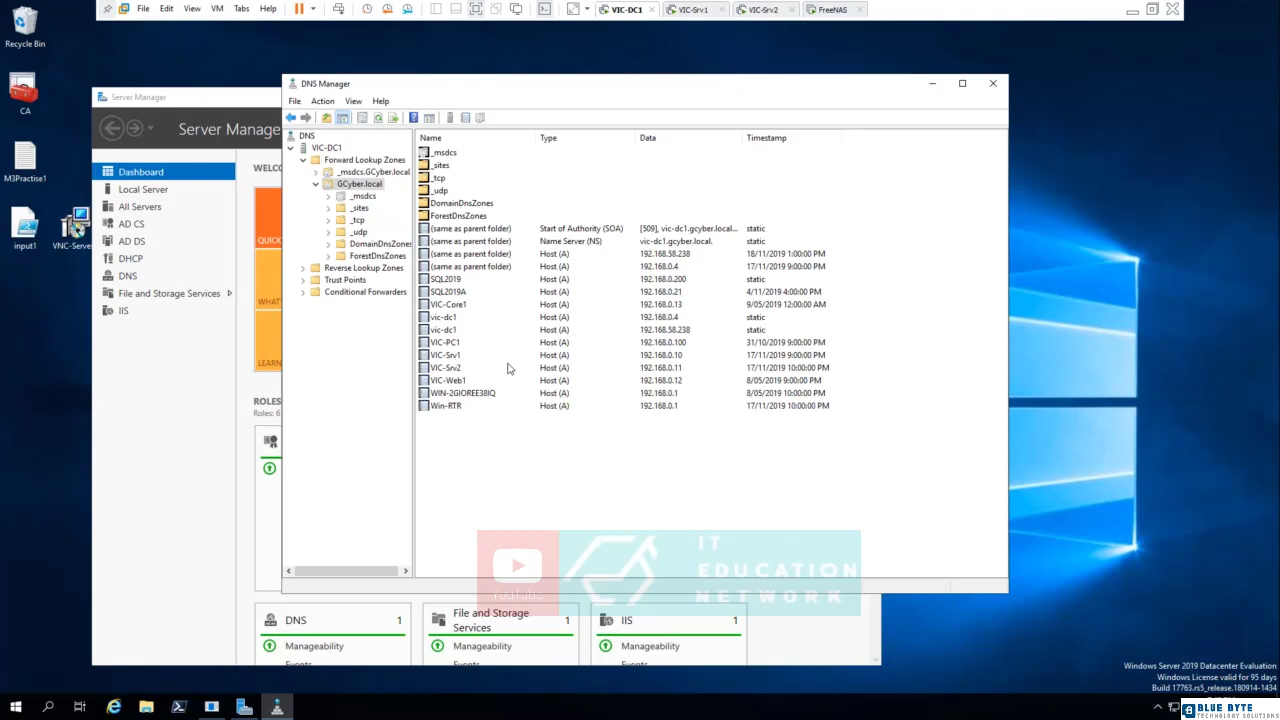 File Edit View VM Tabs Help
VIC-DC1 VIC-Srv1 VIC-Srv2 FreeNAS
Recycle Bin
CA
M3Practise1
input1 VNC-Server
Server Manager
Server Manage
Dashboard
Local Server
All Servers
AD CS
AD DS
DHCP
DNS
File and Storage Services
IIS
WELC
QUICK
WHAT'
LEARN
ROLES
Roles: 6
DNS Manager
File Action View Help
DNS
VIC-DC1
Forward Lookup Zones
_msdcs.GCyber.local
GCyber.local
_msdcs
_sites
_tcp
_udp
DomainDnsZones
ForestDnsZones
Reverse Lookup Zones
Trust Points
Conditional Forwarders
Name Type Data Timestamp
_msdcs
_sites
_tcp
_udp
DomainDnsZones
ForestDnsZones
(same as parent folder) Start of Authority (SOA) [509], vic-dc1.gcyber.local... static
(same as parent folder) Name Server (NS) vic-dc1.gcyber.local. static
(same as parent folder) Host (A) 192.168.58.238 18/11/2019 1:00:00 PM
(same as parent folder) Host (A) 192.168.0.4 17/11/2019 9:00:00 PM
SQL2019 Host (A) 192.168.0.200 static
SQL2019A Host (A) 192.168.0.21 4/11/2019 4:00:00 PM
VIC-Core1 Host (A) 192.168.0.13 9/05/2019 12:00:00 AM
vic-dc1 Host (A) 192.168.0.4 static
vic-dc1 Host (A) 192.168.58.238 static
VIC-PC1 Host (A) 192.168.0.100 31/10/2019 9:00:00 PM
VIC-Srv1 Host (A) 192.168.0.10 17/11/2019 9:00:00 PM
VIC-Srv2 Host (A) 192.168.0.11 17/11/2019 10:00:00 PM
VIC-Web1 Host (A) 192.168.0.12 8/05/2019 9:00:00 PM
WIN-2GIOREE38IQ Host (A) 192.168.0.1 8/05/2019 10:00:00 PM
Win-RTR Host (A) 192.168.0.1 17/11/2019 10:00:00 PM
YouTube
IT
EDUCATION
NETWORK
DNS 1
Manageability
Events
File and Storage
Services 1
Manageability
Events
IIS 1
Manageability
Events
Windows Server 2019 Datacenter Evaluation
Windows License valid for 95 days
Build 17763.rs5_release.180914-1434
BLUE BYTE
TECHNOLOGY SOLUTIONS